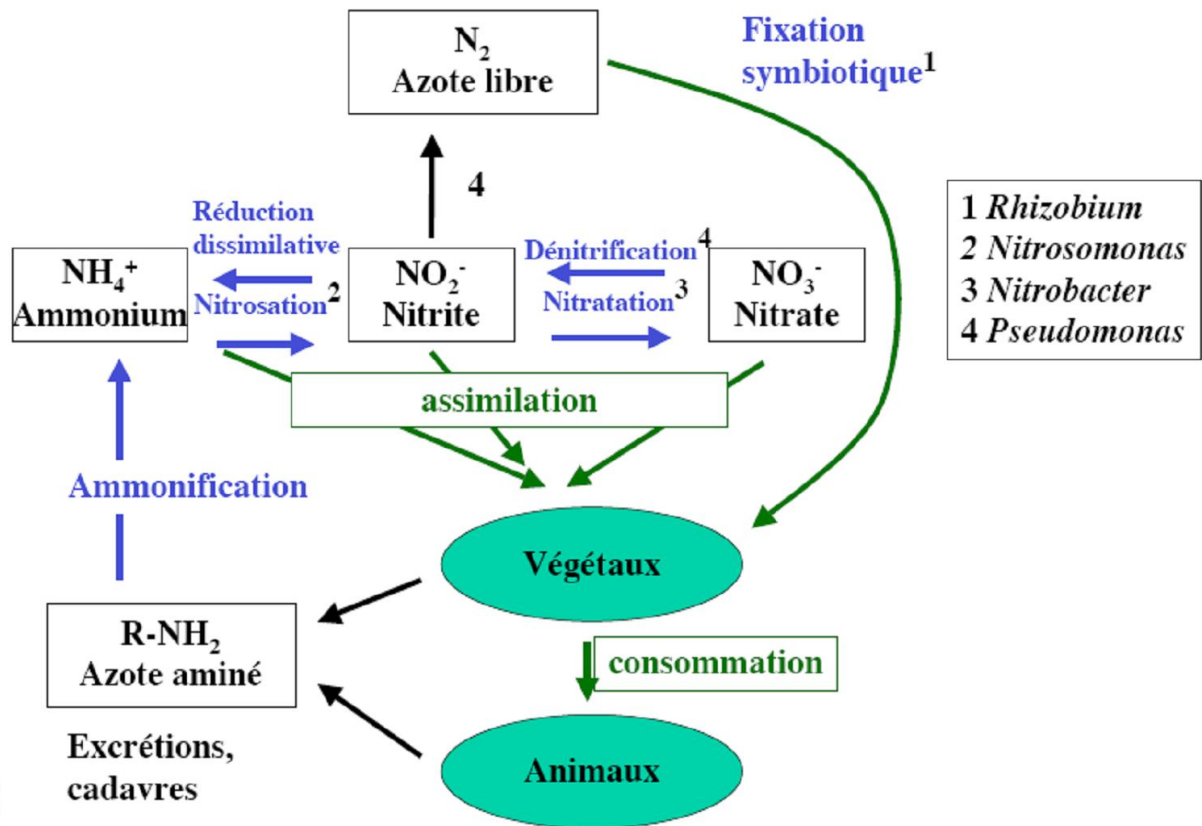 N₂
Azote libre
Fixation
symbiotique¹
4
Réduction
dissimilative
NH₄⁺
Ammonium
Nitrosation²
NO₂⁻
Nitrite
Dénitrification⁴
Nitratation³
NO₃⁻
Nitrate
1 Rhizobium
2 Nitrosomonas
3 Nitrobacter
4 Pseudomonas
assimilation
Ammonification
Végétaux
R-NH₂
Azote aminé
consommation
Excrétions,
cadavres
Animaux